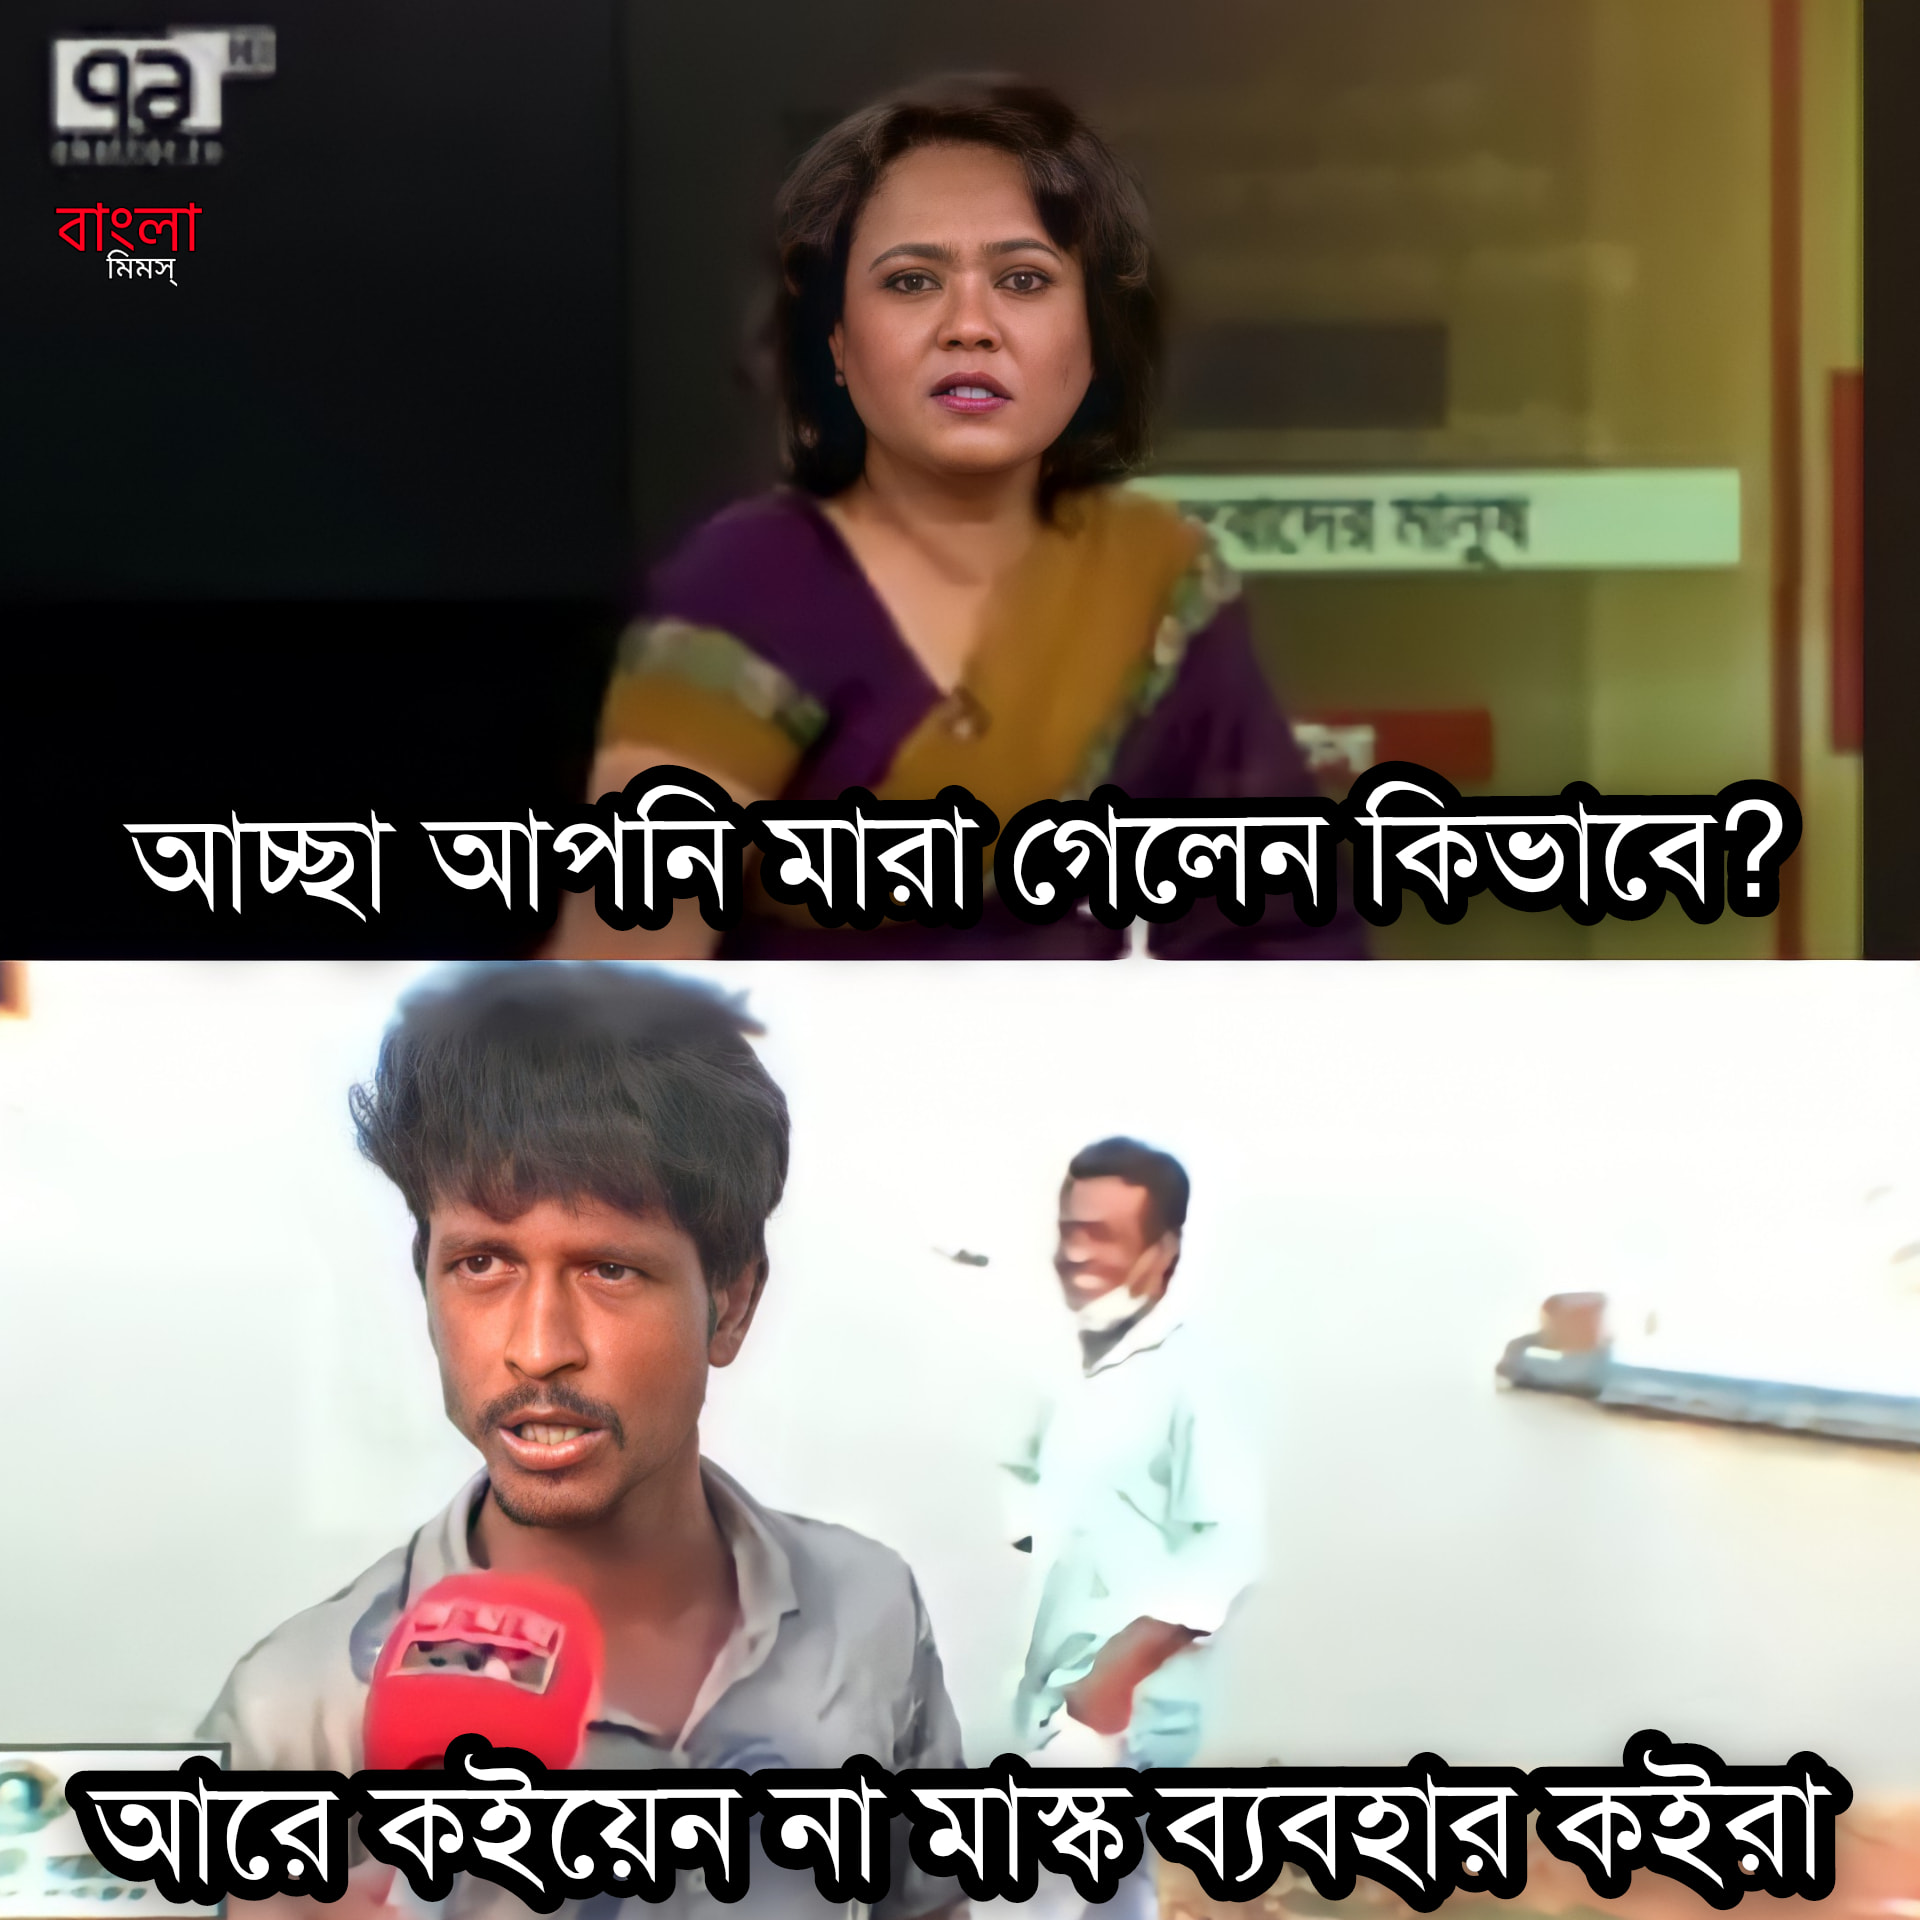 বাংলা
মিমস্
মানুষ
আচ্ছা আপনি মারা গেলেন কিভাবে?
আরে কইয়েন না মাস্ক ব্যবহার কইরা